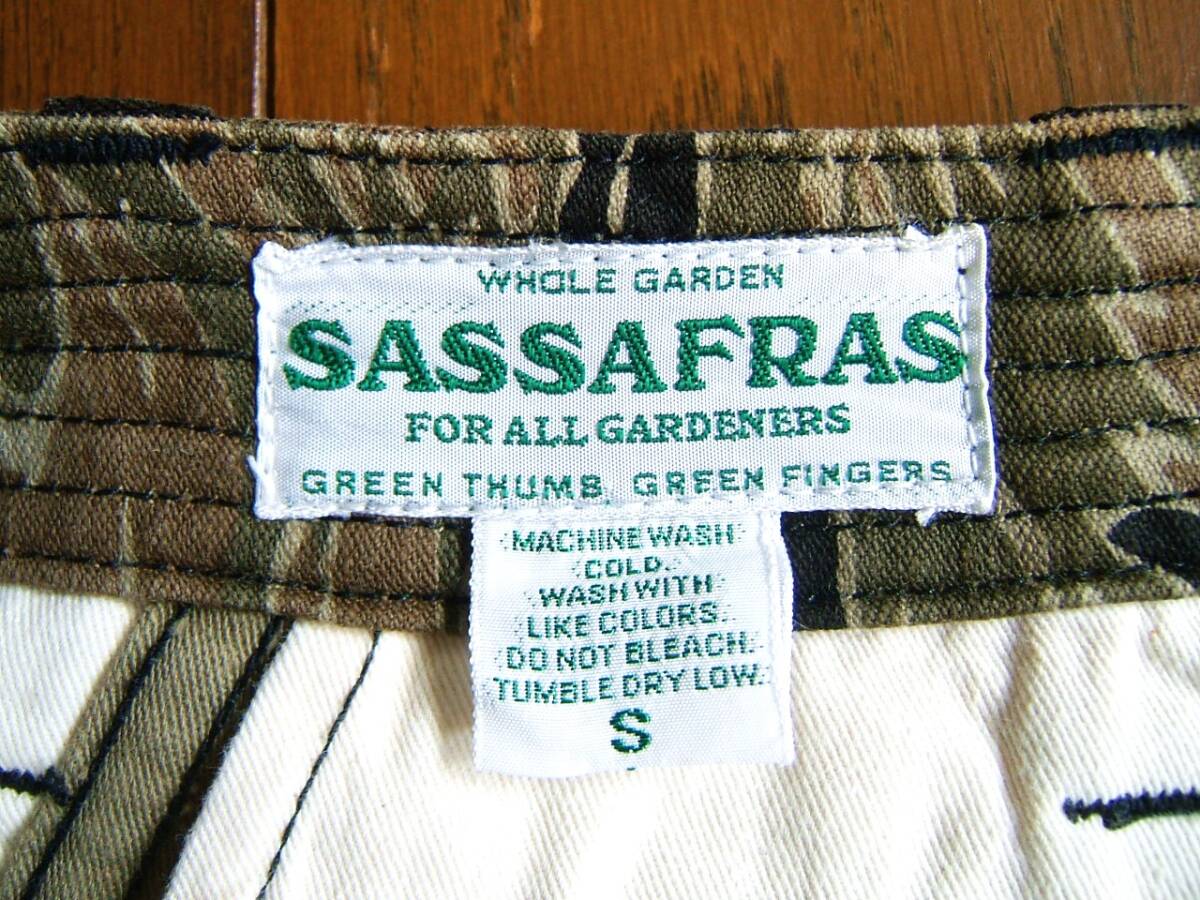 WHOLE GARDEN
SASSAFRAS
FOR ALL GARDENERS
GREEN THUMB, GREEN FINGERS
MACHINE WASH
COLD.
WASH WITH
LIKE COLORS.
DO NOT BLEACH.
TUMBLE DRY LOW.
S